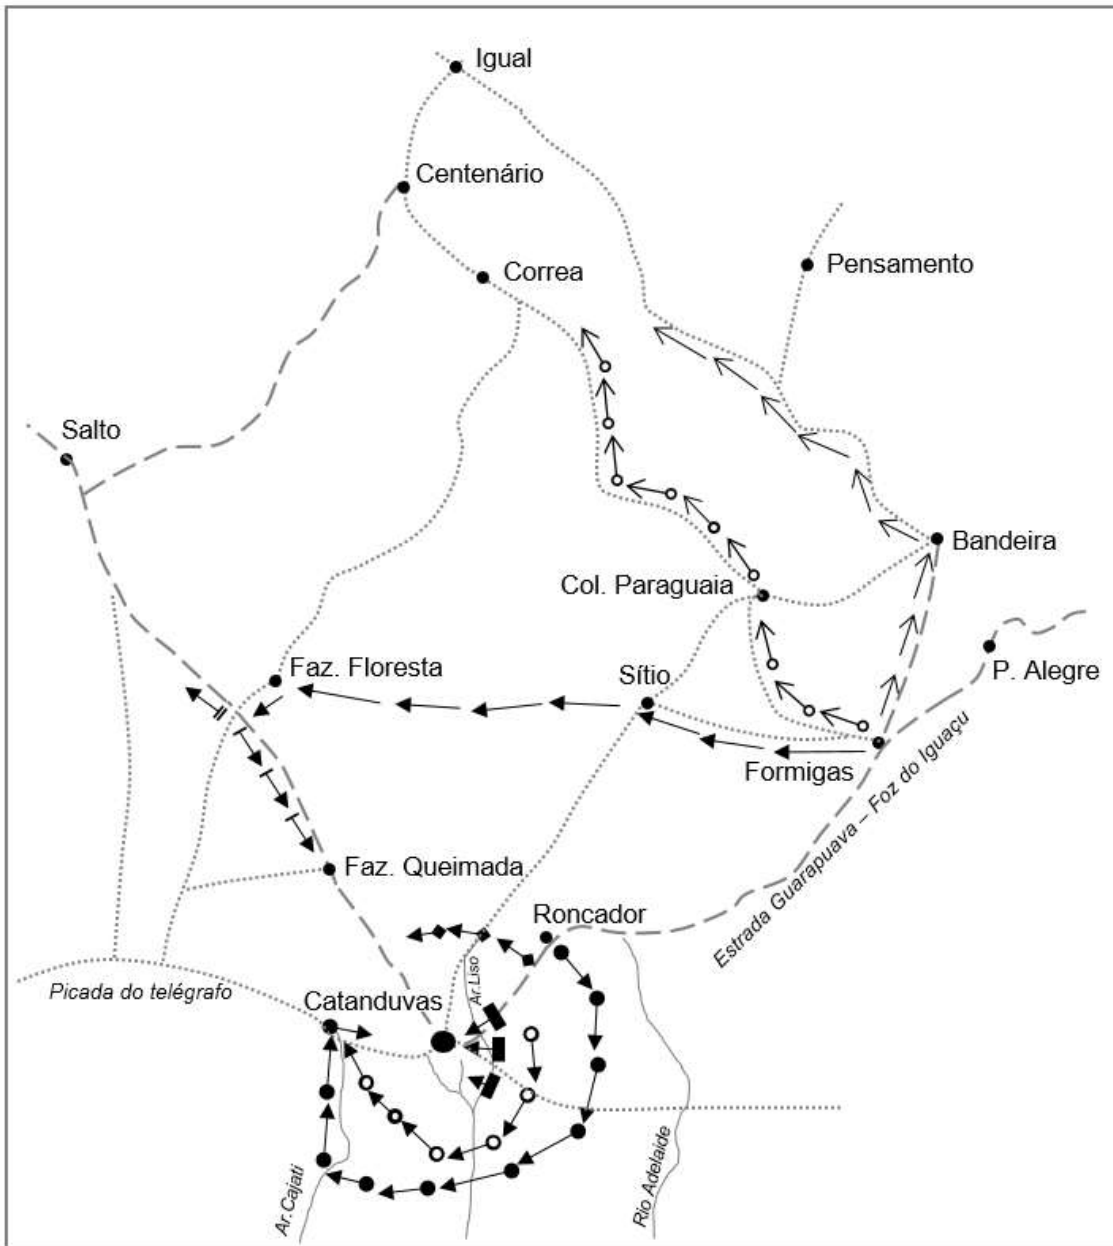 Igual
Centenário
Correa
Pensamento
Salto
Bandeira
Col. Paraguaia
P. Alegre
Faz. Floresta
Sítio
Formigas
Estrada Guarapuava – Foz do Iguaçu
Faz. Queimada
Roncador
Ar.Liso
Picada do telégrafo
Catanduvas
Rio Adelaide
Ar.Cajati